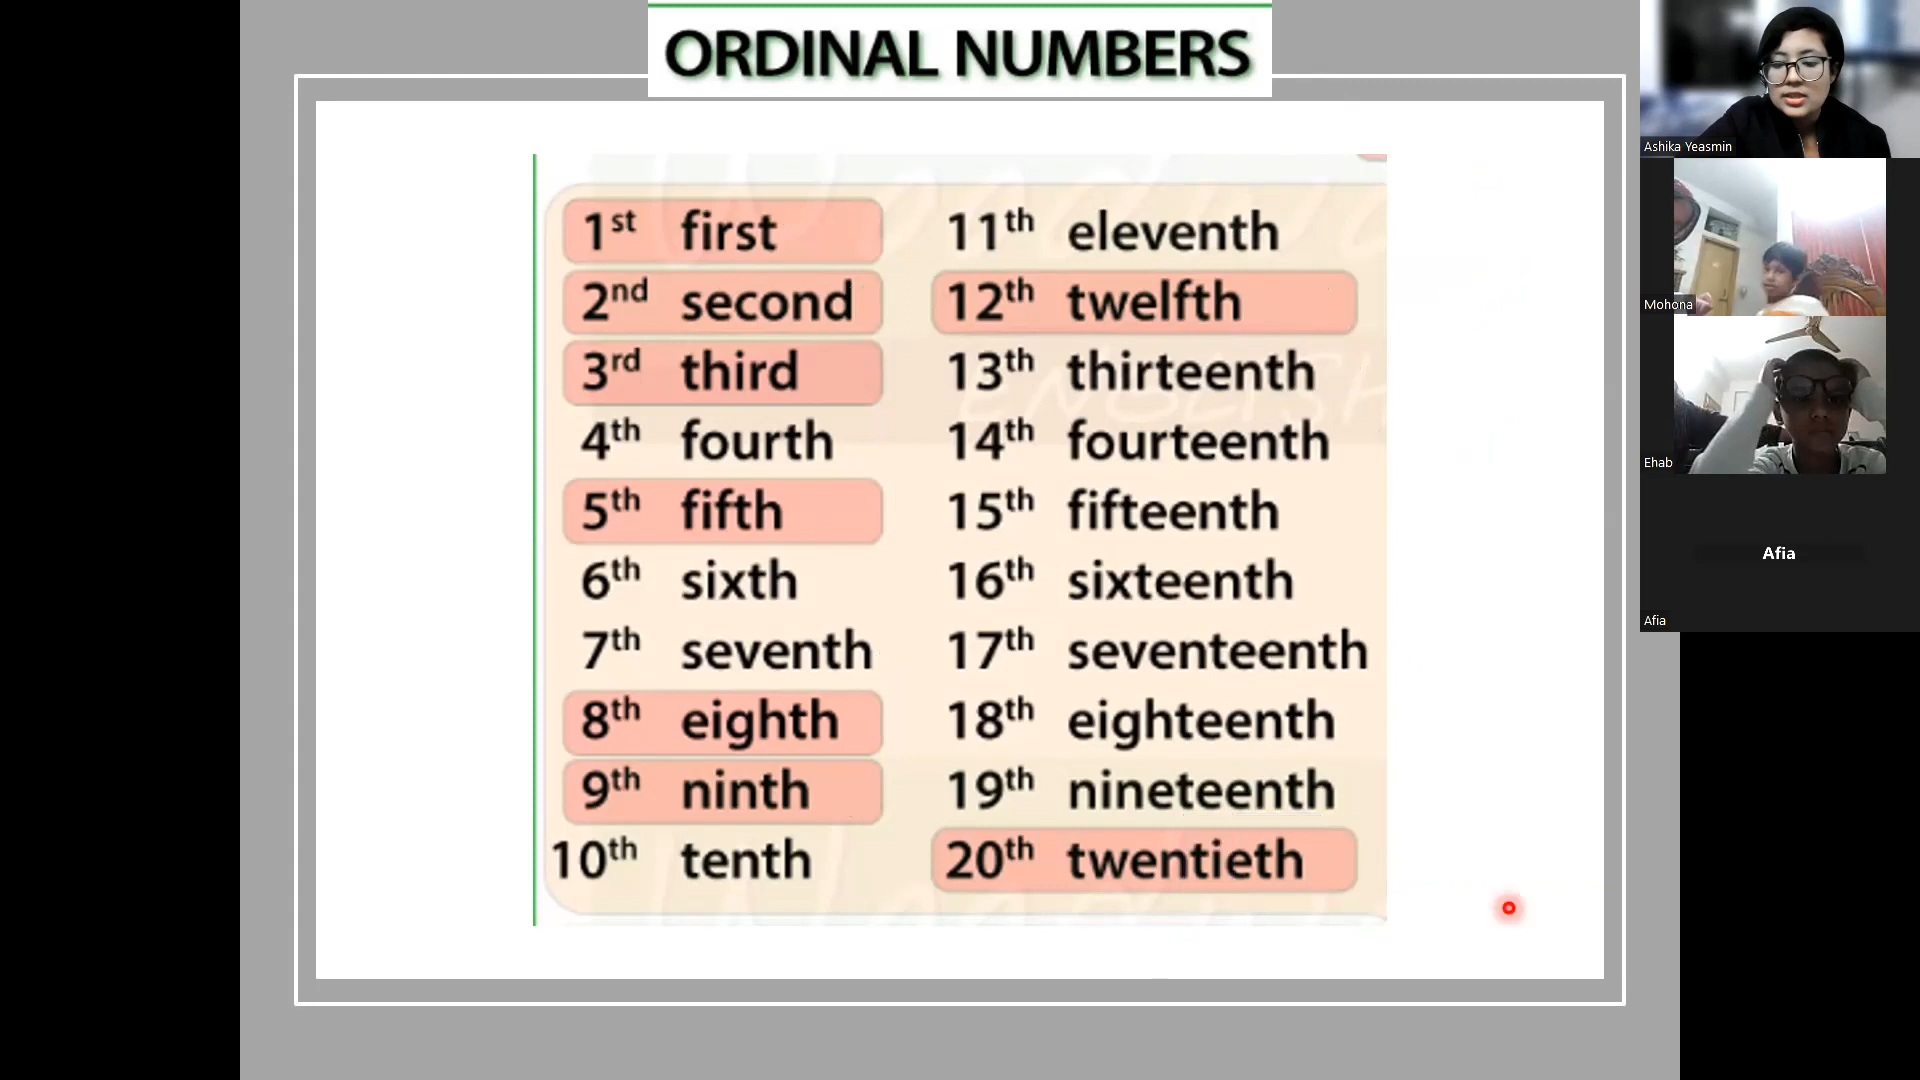 ORDINAL NUMBERS
1st first
2nd second
3rd third
4th fourth
5th fifth
6th sixth
7th seventh
8th eighth
9th ninth
10th tenth
11th eleventh
12th twelfth
13th thirteenth
14th fourteenth
15th fifteenth
16th sixteenth
17th seventeenth
18th eighteenth
19th nineteenth
20th twentieth
Ashika Yeasmin
Mohona
Ehab
Afia
Afia